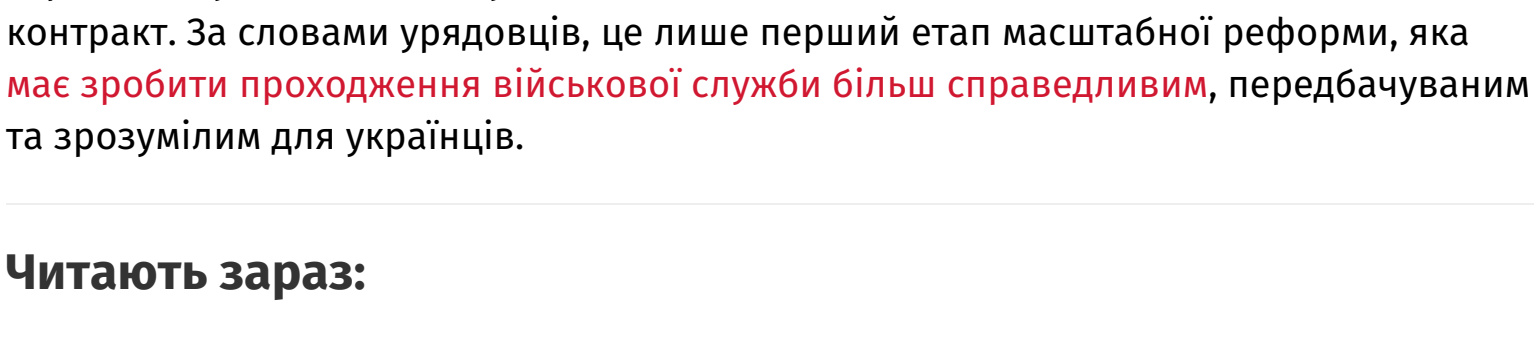 контракт. За словами урядовців, це лише перший етап масштабної реформи, яка
має зробити проходження військової служби більш справедливим, передбачуваним
та зрозумілим для українців.
Читають зараз: